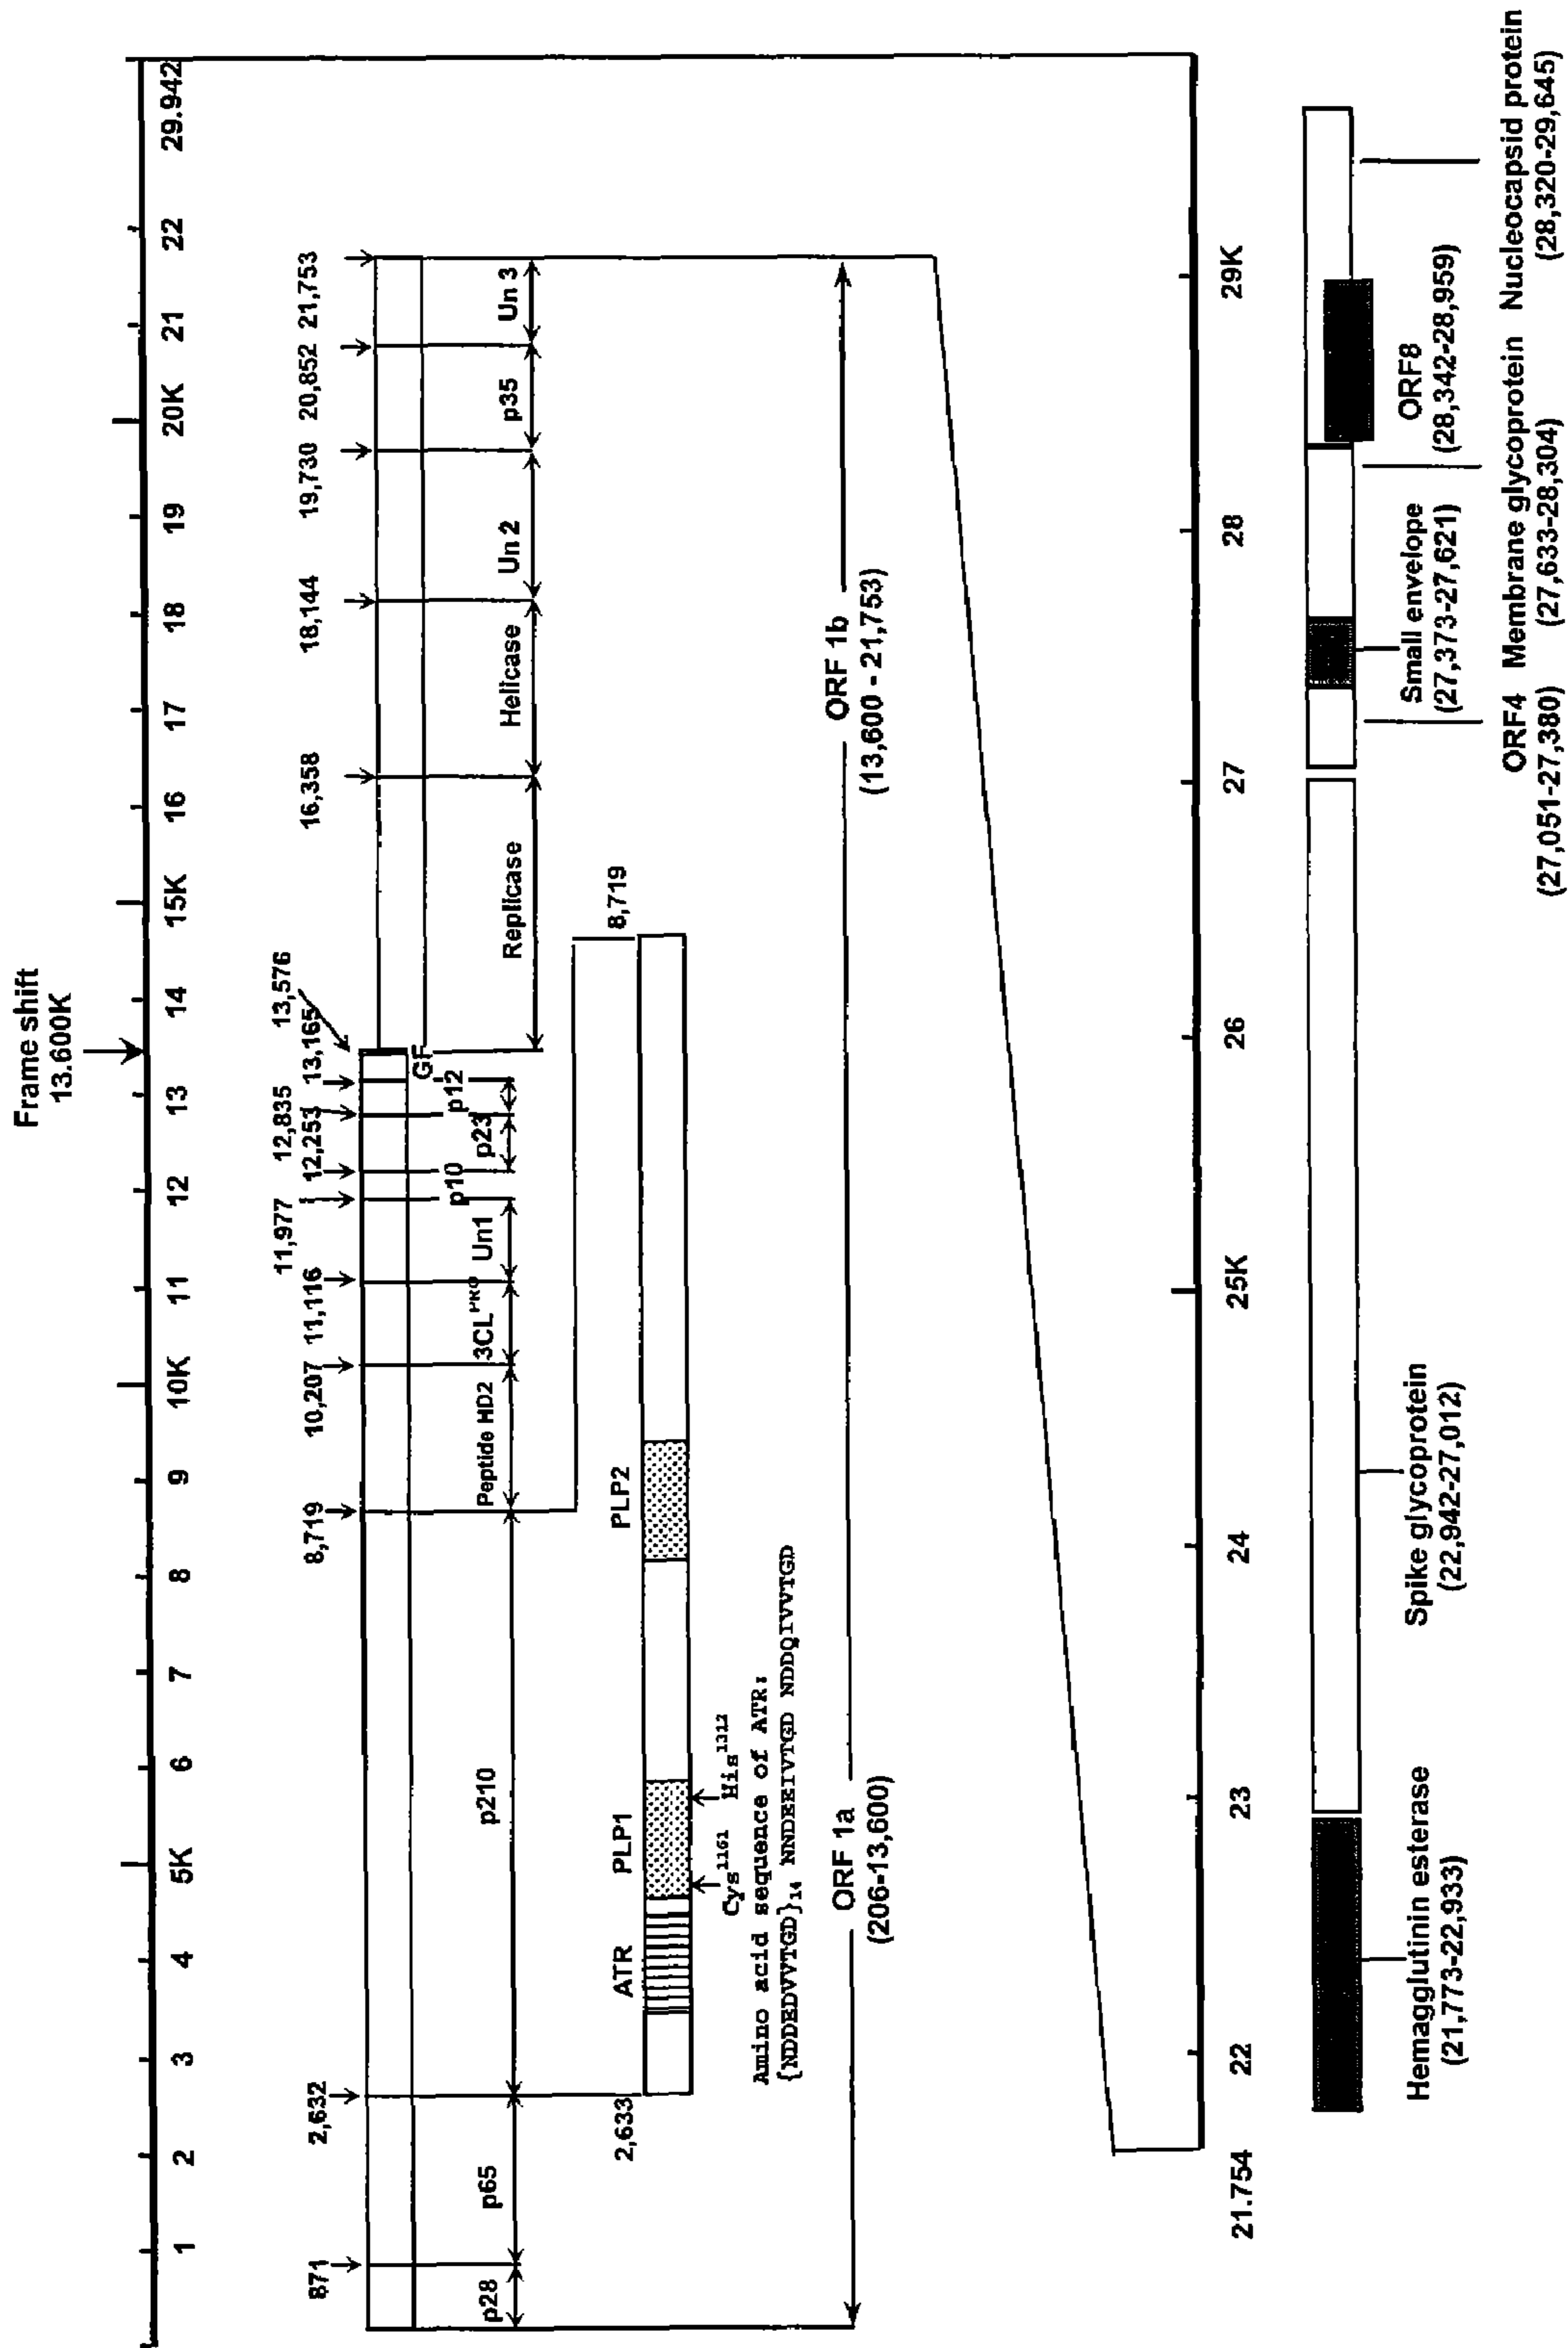 Frame shift
13.600K
1 2 3 4 5K 6 7 8 9 10K 11 12 13 14 15K 16 17 18 19 20K 21 22 29.942
871 2,632 8,719 10,207 11,116 11,977 12,253 12,835 13,165 13,576 16,358 18,144 19,730 20,852 21,753
GF
p28 p65 p210 Peptide HD2 3CLᴾᴿᴼ Un1 p10 p23 p12 Replicase Helicase Un 2 p35 Un 3
2,633 ATR PLP1 PLP2 8,719
Cys¹¹⁶¹ His¹³¹²
Amino acid sequence of ATR:
{NDDEDVVTGD}₁₄ NNDEEIVTGD NDDQIVVTGD
ORF 1a ORF 1b
(206-13,600) (13,600 - 21,753)
21.754 22 23 24 25K 26 27 28 29K
Hemagglutinin esterase
(21,773-22,933)
Spike glycoprotein
(22,942-27,012)
Small envelope
(27,373-27,621)
ORF8
(28,342-28,959)
ORF4 Membrane glycoprotein Nucleocapsid protein
(27,051-27,380) (27,633-28,304) (28,320-29,645)